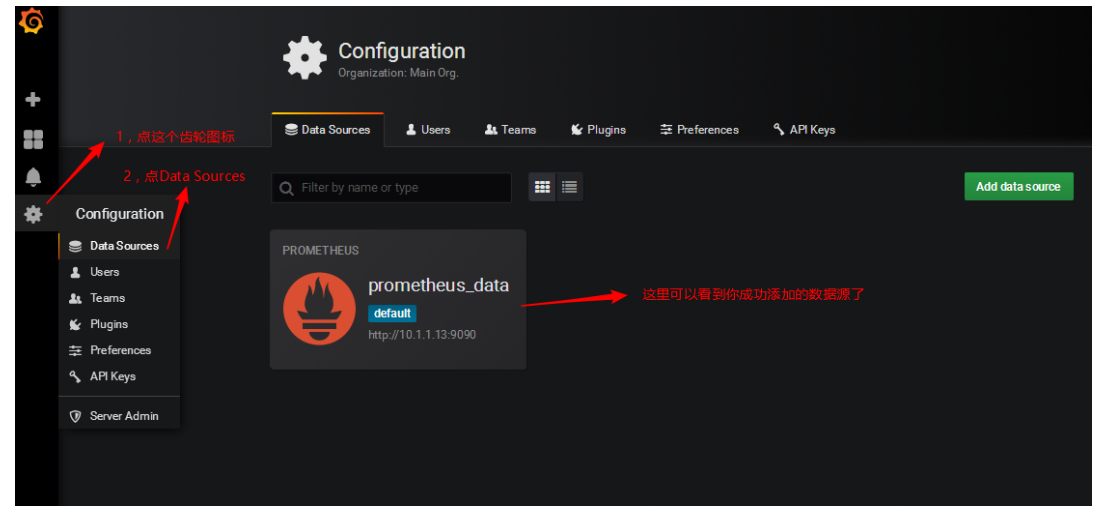 Configuration
Organization: Main Org.
Data Sources
Users
Teams
Plugins
Preferences
API Keys
1，点这个齿轮图标
2，点Data Sources
Filter by name or type
Add data source
Configuration
Data Sources
Users
Teams
Plugins
Preferences
API Keys
Server Admin
PROMETHEUS
prometheus_data
default
http://10.1.1.13:9090
这里可以看到你成功添加的数据源了